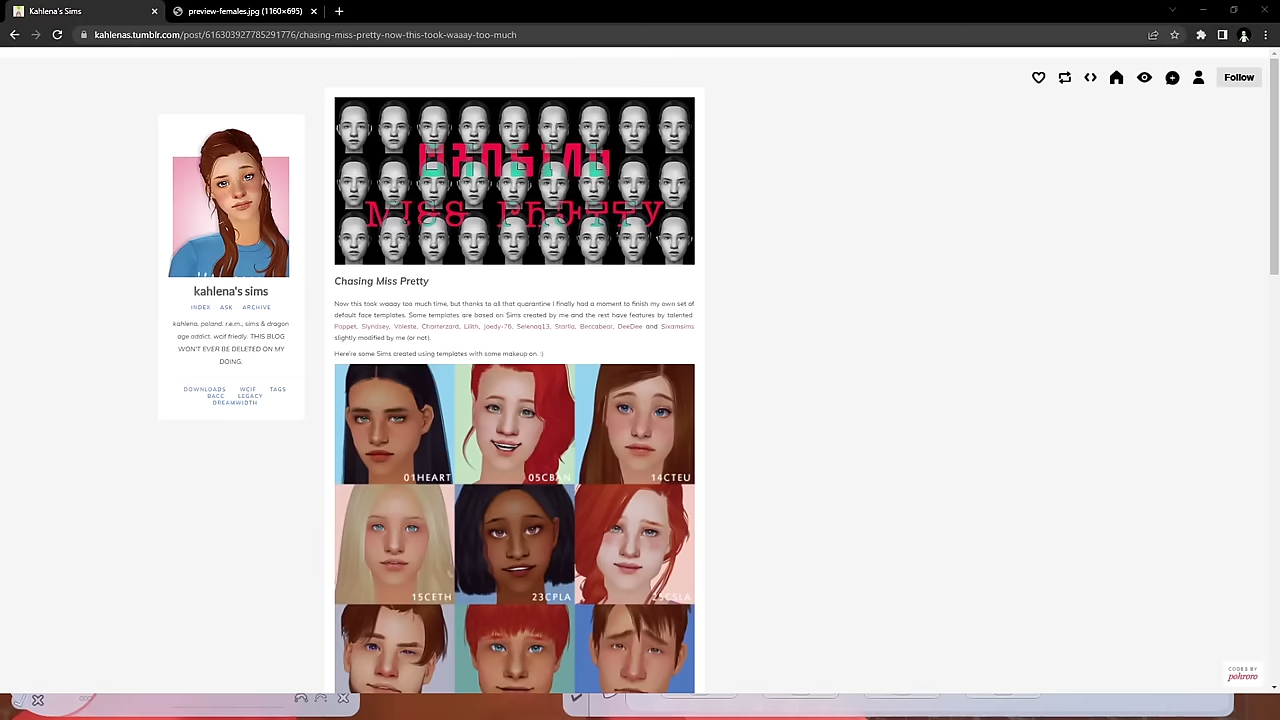 Kahlena's Sims
preview-females.jpg (1160×695)
kahlenas.tumblr.com/post/616303927785291776/chasing-miss-pretty-now-this-took-waaay-too-much
Follow
CHASING
MISS PRETTY
kahlena's sims
INDEX ASK ARCHIVE
kahlena. poland. r.e.m., sims & dragon
age addict. wcif friedly. THIS BLOG
WON'T EVER BE DELETED ON MY
DOING.
DOWNLOADS WCIF TAGS
BACC LEGACY
DREAMWIDTH
Chasing Miss Pretty
Now this took waaay too much time, but thanks to all that quarantine I finally had a moment to finish my own set of
default face templates. Some templates are based on Sims created by me and the rest have features by talented
Poppet, Slyndsey, Voleste, Charterzard, Lilith, Joedy-76, Selenaq13, Starlia, Beccabear, DeeDee and Sixamsims
slightly modified by me (or not).
Here're some Sims created using templates with some makeup on. :)
01HEART 05CBAN 14CTEU
15CETH 23CPLA 25CSLA
CODES BY
pohroro